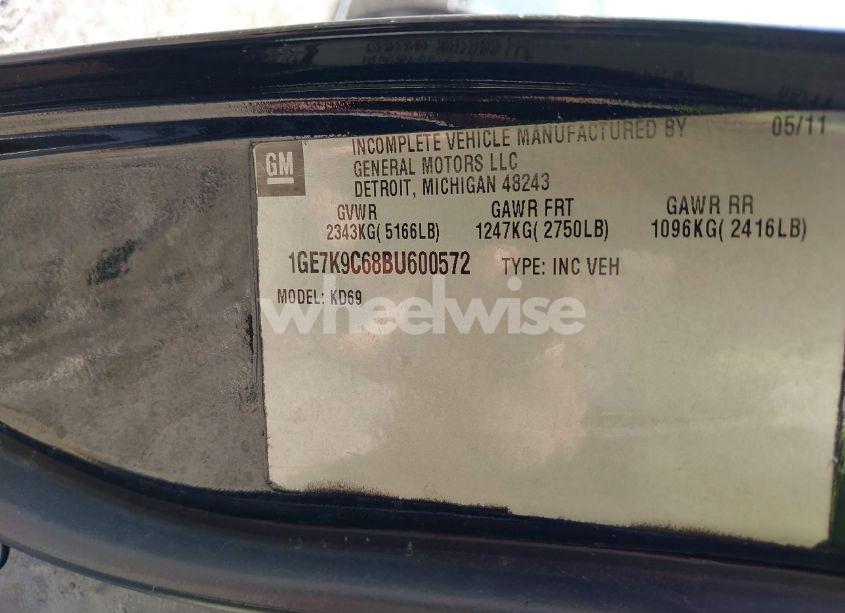 INCOMPLETE VEHICLE MANUFACTURED BY 05/11
GM
GENERAL MOTORS LLC
DETROIT, MICHIGAN 48243
GVWR GAWR FRT GAWR RR
2343KG( 5166LB) 1247KG( 2750LB) 1096KG( 2416LB)
1GE7K9C68BU600572 TYPE: INC VEH
MODEL: KD69
wheelwise